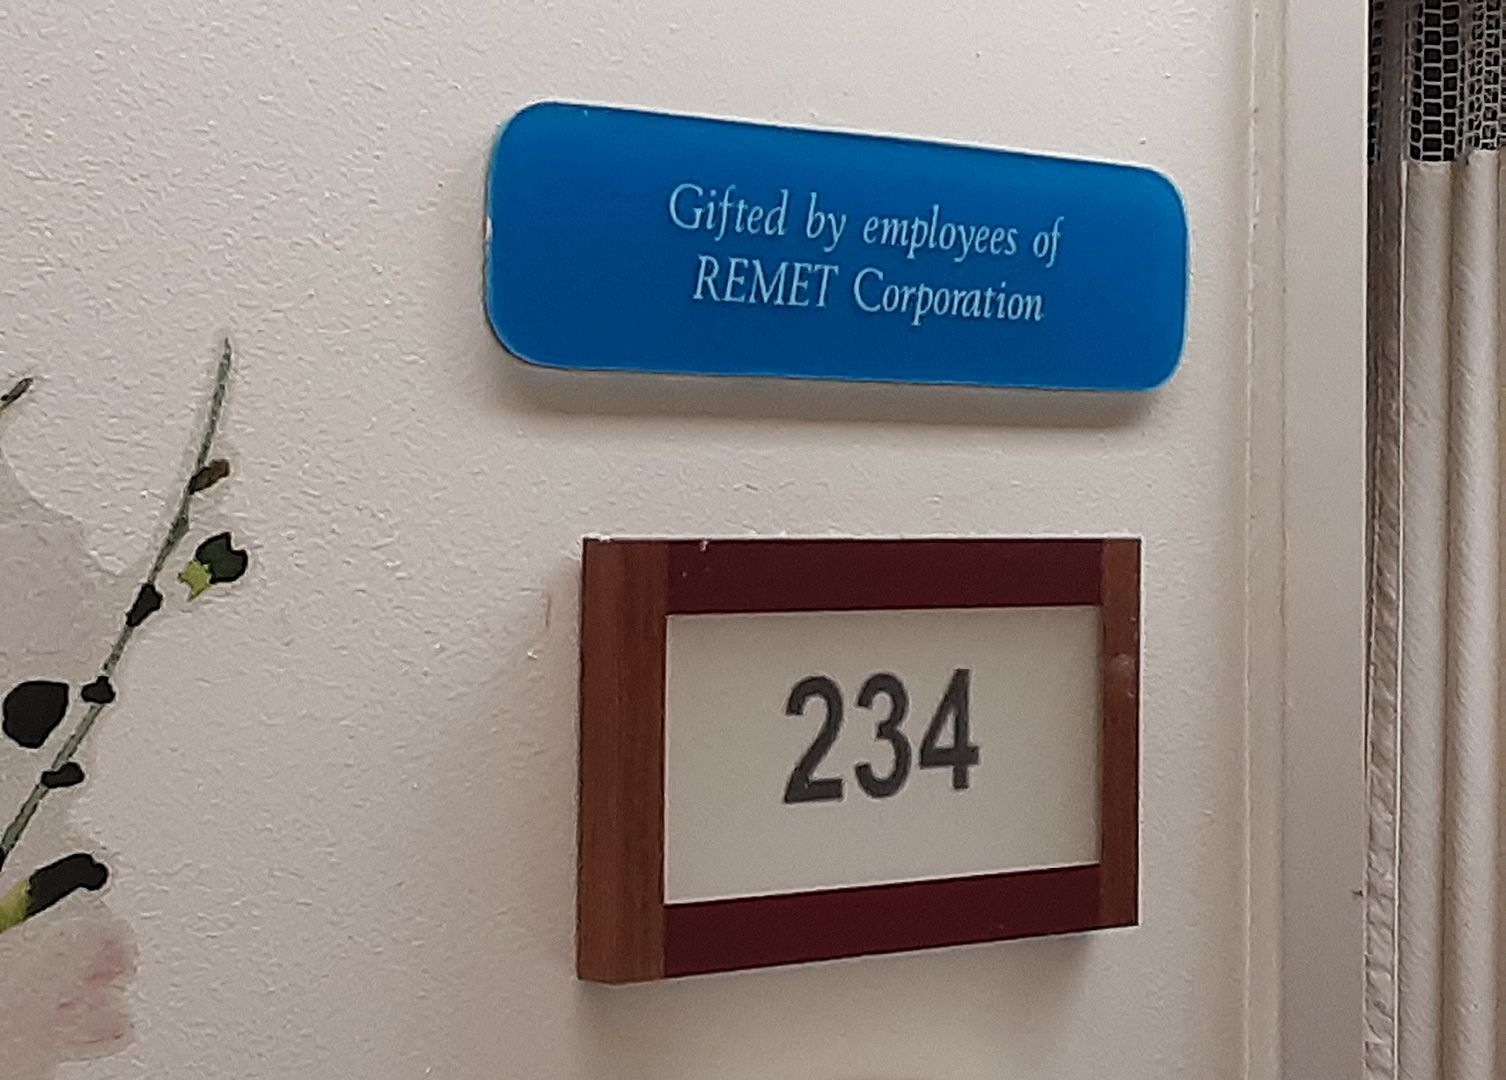 Gifted by employees of
REMET Corporation
234